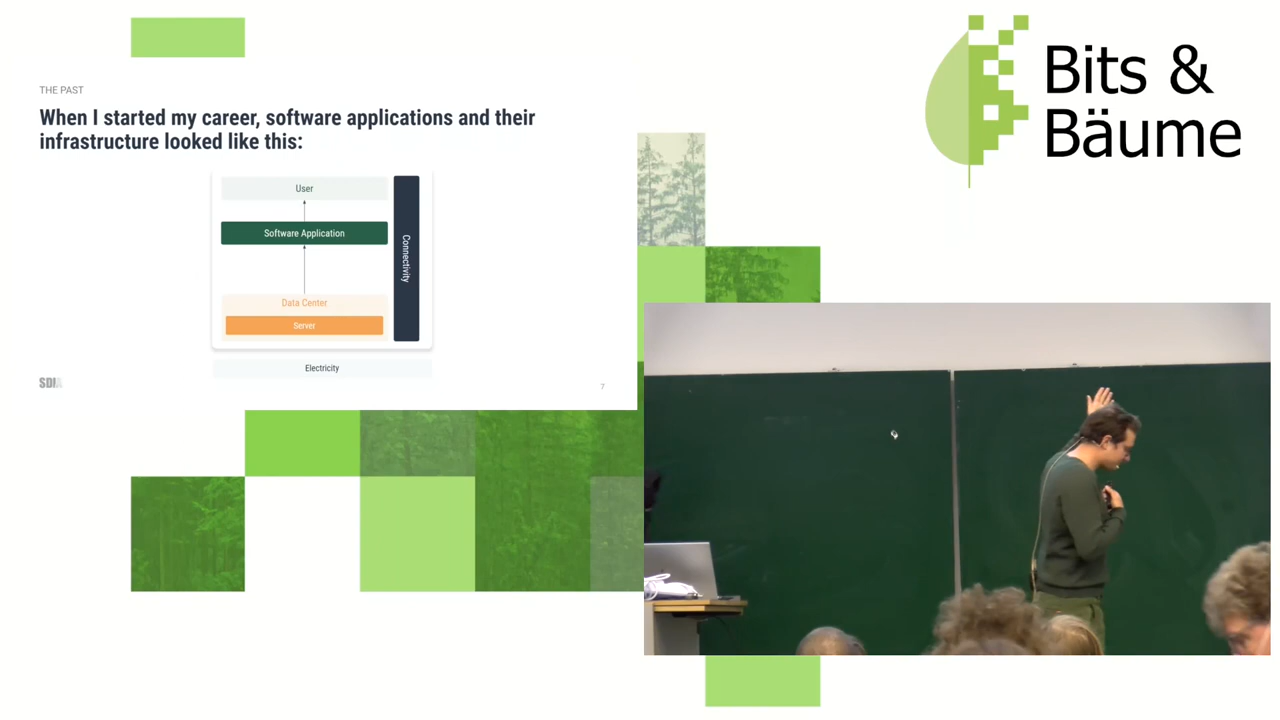 THE PAST
When I started my career, software applications and their
infrastructure looked like this:
User
Software Application
Connectivity
Data Center
Server
Electricity
SDIA
7
Bits &
Bäume